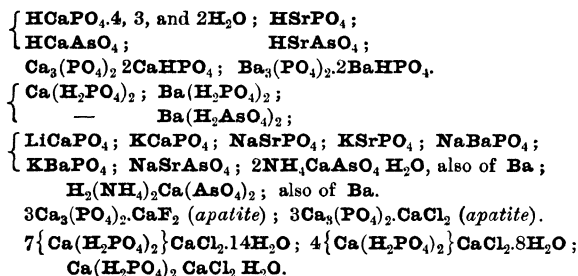 HCaPO₄.4, 3, and 2H₂O ; HSrPO₄ ;
HCaAsO₄ ; HSrAsO₄ ;
Ca₃(PO₄)₂ 2CaHPO₄ ; Ba₃(PO₄)₂.2BaHPO₄.
Ca(H₂PO₄)₂ ; Ba(H₂PO₄)₂ ;
— Ba(H₂AsO₄)₂ ;
LiCaPO₄ ; KCaPO₄ ; NaSrPO₄ ; KSrPO₄ ; NaBaPO₄ ;
KBaPO₄ ; NaSrAsO₄ ; 2NH₄CaAsO₄ H₂O, also of Ba ;
H₂(NH₄)₂Ca(AsO₄)₂ ; also of Ba.
3Ca₃(PO₄)₂.CaF₂ (apatite) ; 3Ca₃(PO₄)₂.CaCl₂ (apatite).
7{Ca(H₂PO₄)₂}CaCl₂.14H₂O ; 4{Ca(H₂PO₄)₂}CaCl₂.8H₂O ;
Ca(H₂PO₄)₂ CaCl₂ H₂O.